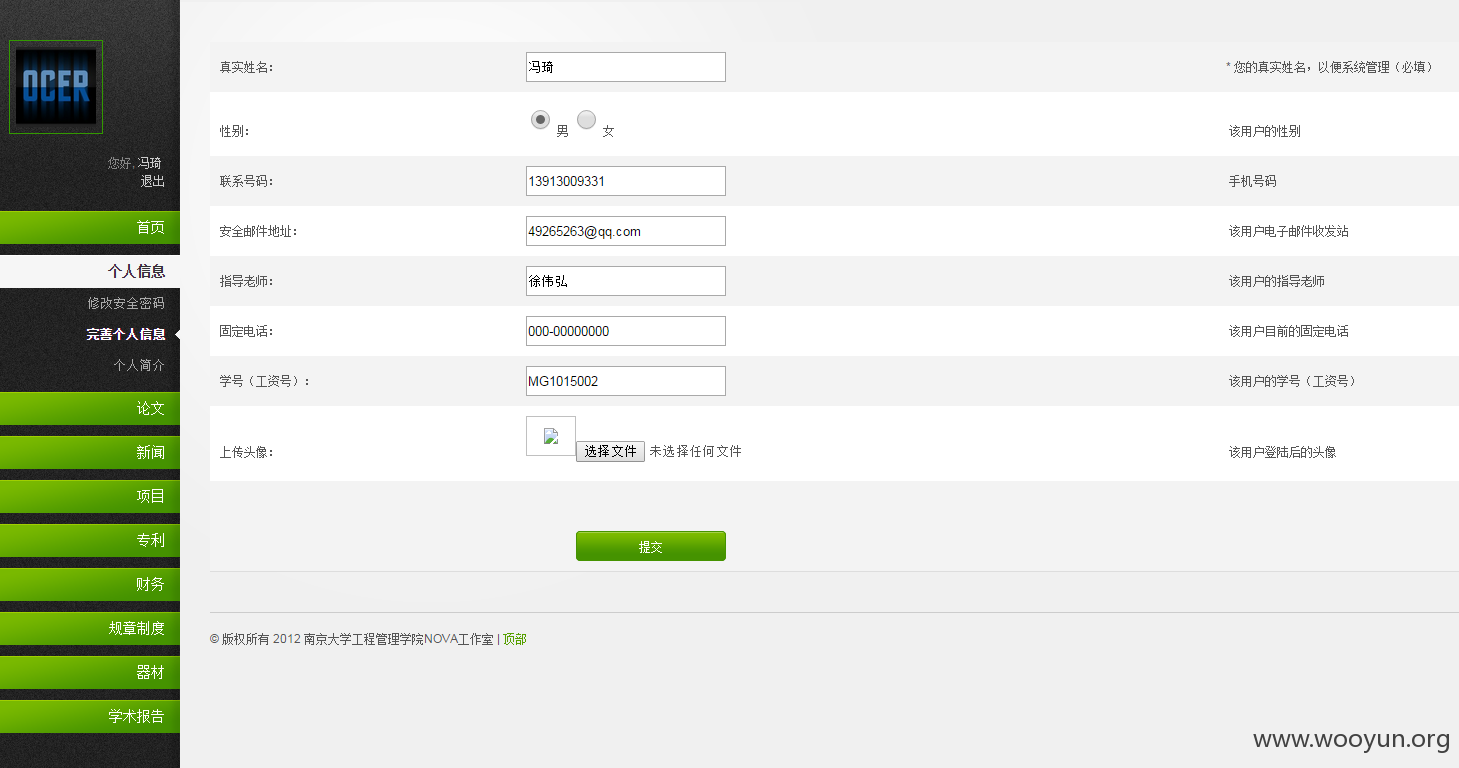 OCER
您好, 冯琦
退出
首页
个人信息
修改安全密码
完善个人信息
个人简介
论文
新闻
项目
专利
财务
规章制度
器材
学术报告
真实姓名： 冯琦 * 您的真实姓名，以便系统管理（必填）
性别： 男 女 该用户的性别
联系号码： 13913009331 手机号码
安全邮件地址： 49265263@qq.com 该用户电子邮件收发站
指导老师： 徐伟弘 该用户的指导老师
固定电话： 000-00000000 该用户目前的固定电话
学号（工资号）： MG1015002 该用户的学号（工资号）
上传头像： 选择文件 未选择任何文件 该用户登陆后的头像
提交
© 版权所有 2012 南京大学工程管理学院NOVA工作室 | 顶部
www.wooyun.org